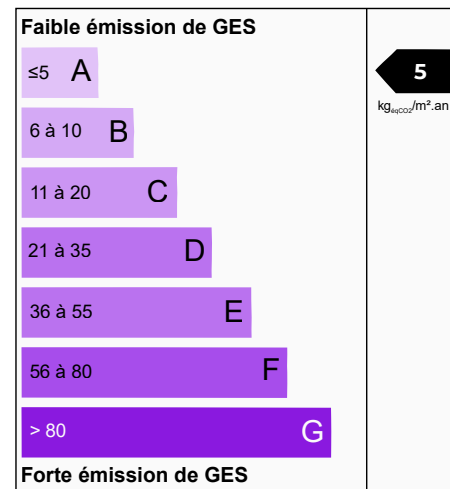 Faible émission de GES
≤5 A
5
kgéqCO2/m².an
6 à 10 B
11 à 20 C
21 à 35 D
36 à 55 E
56 à 80 F
> 80 G
Forte émission de GES